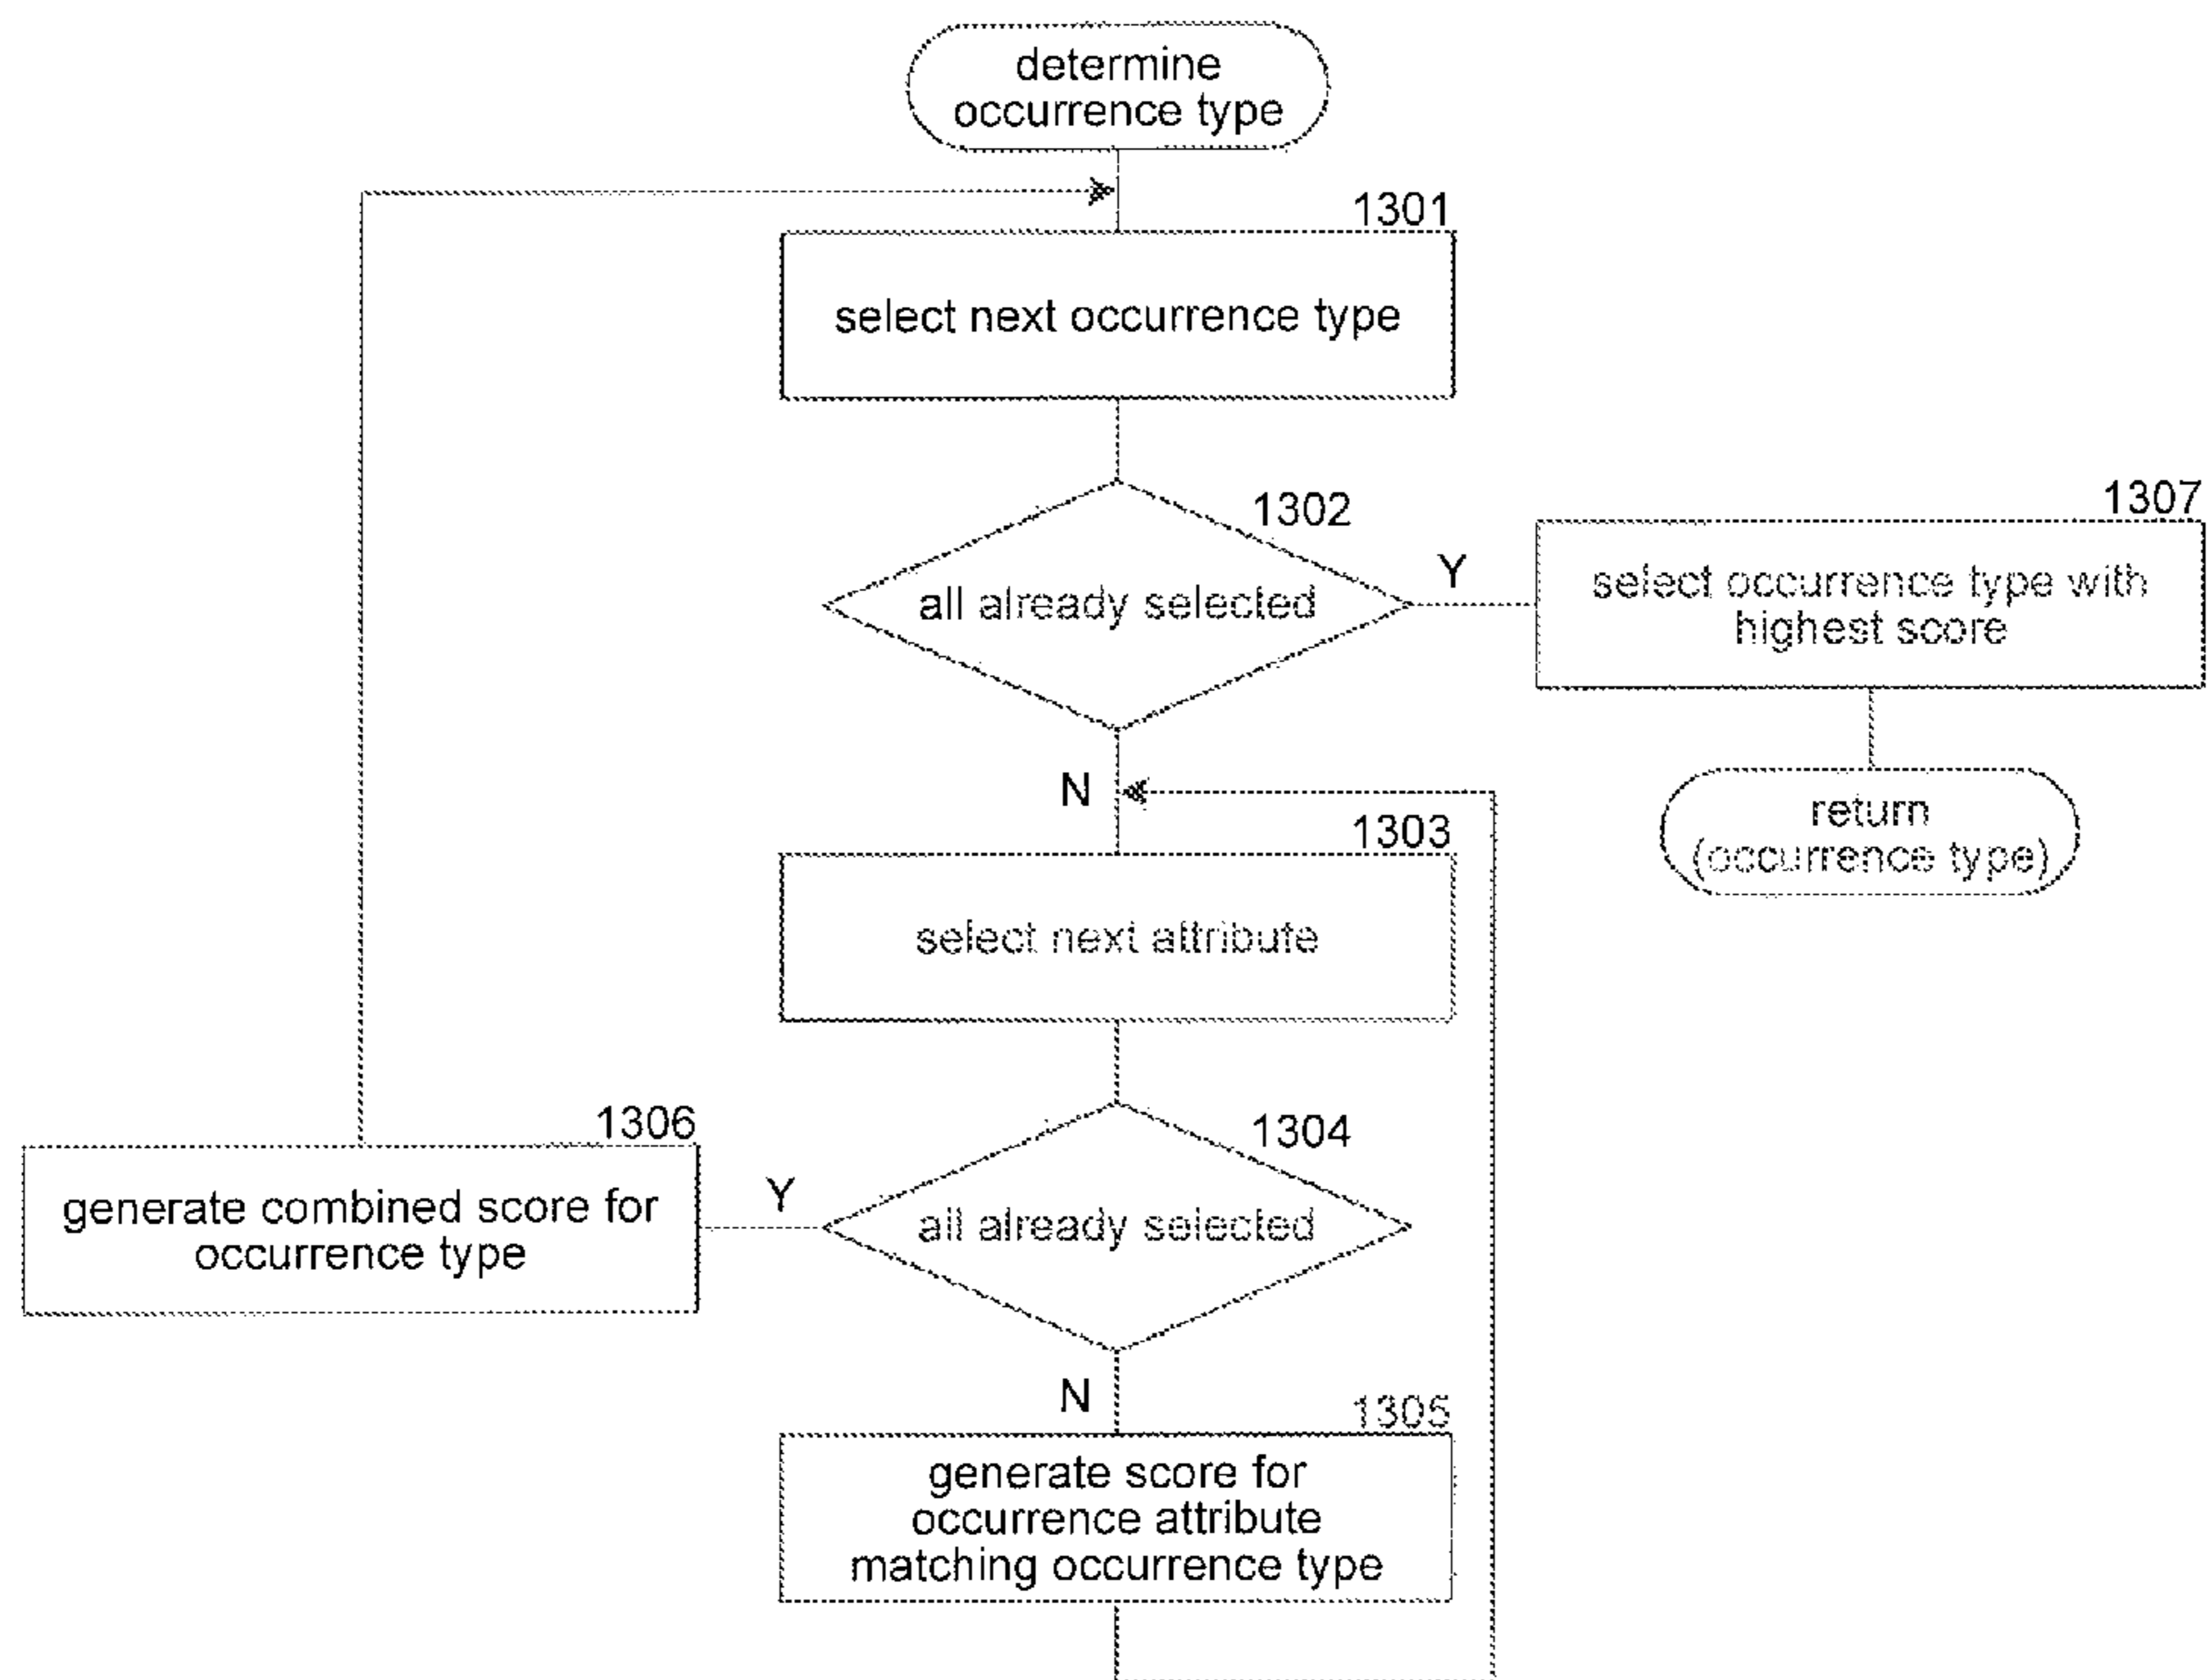 determine
occurrence type
1301
select next occurrence type
1302
all already selected
Y
1307
select occurrence type with
highest score
return
(occurrence type)
N
1303
select next attribute
1304
all already selected
Y
1306
generate combined score for
occurrence type
N
1305
generate score for
occurrence attribute
matching occurrence type